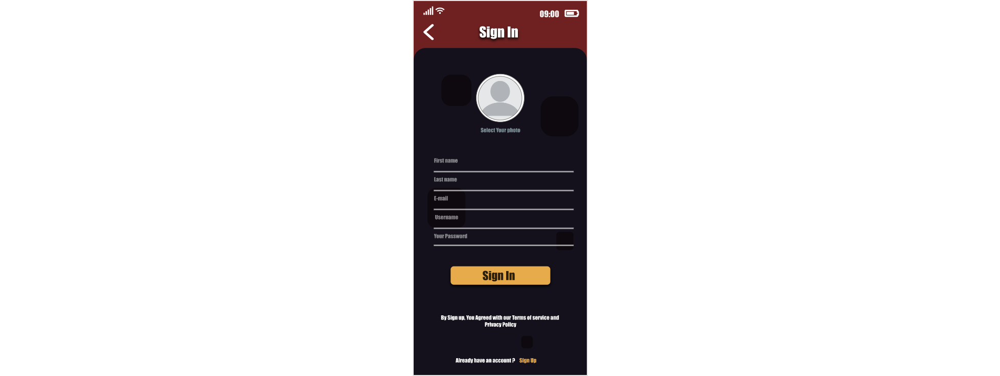 09:00
Sign In
Select Your photo
First name
Last name
E-mail
Username
Your Password
Sign In
By Sign up, You Agreed with our Terms of service and
Privacy Policy
Already have an account ? Sign Up